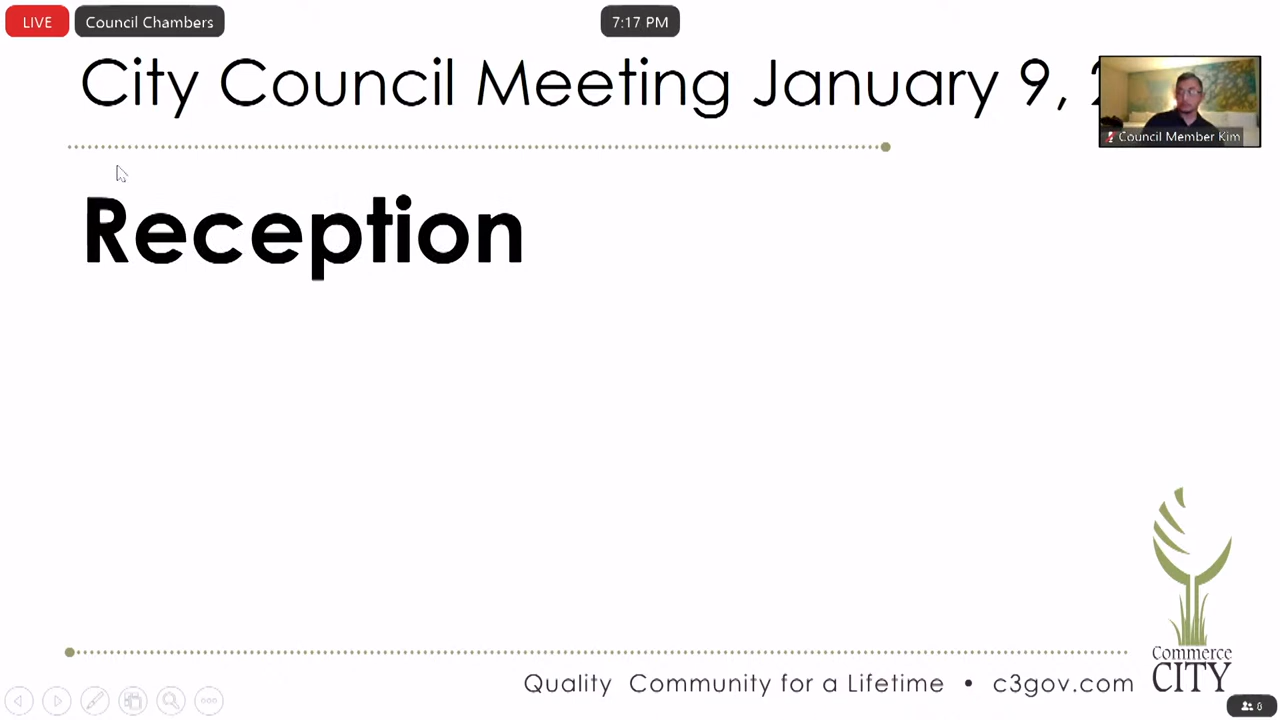 LIVE
Council Chambers
7:17 PM
City Council Meeting January 9,
Council Member Kim
Reception
Commerce
CITY
Quality Community for a Lifetime • c3gov.com
6